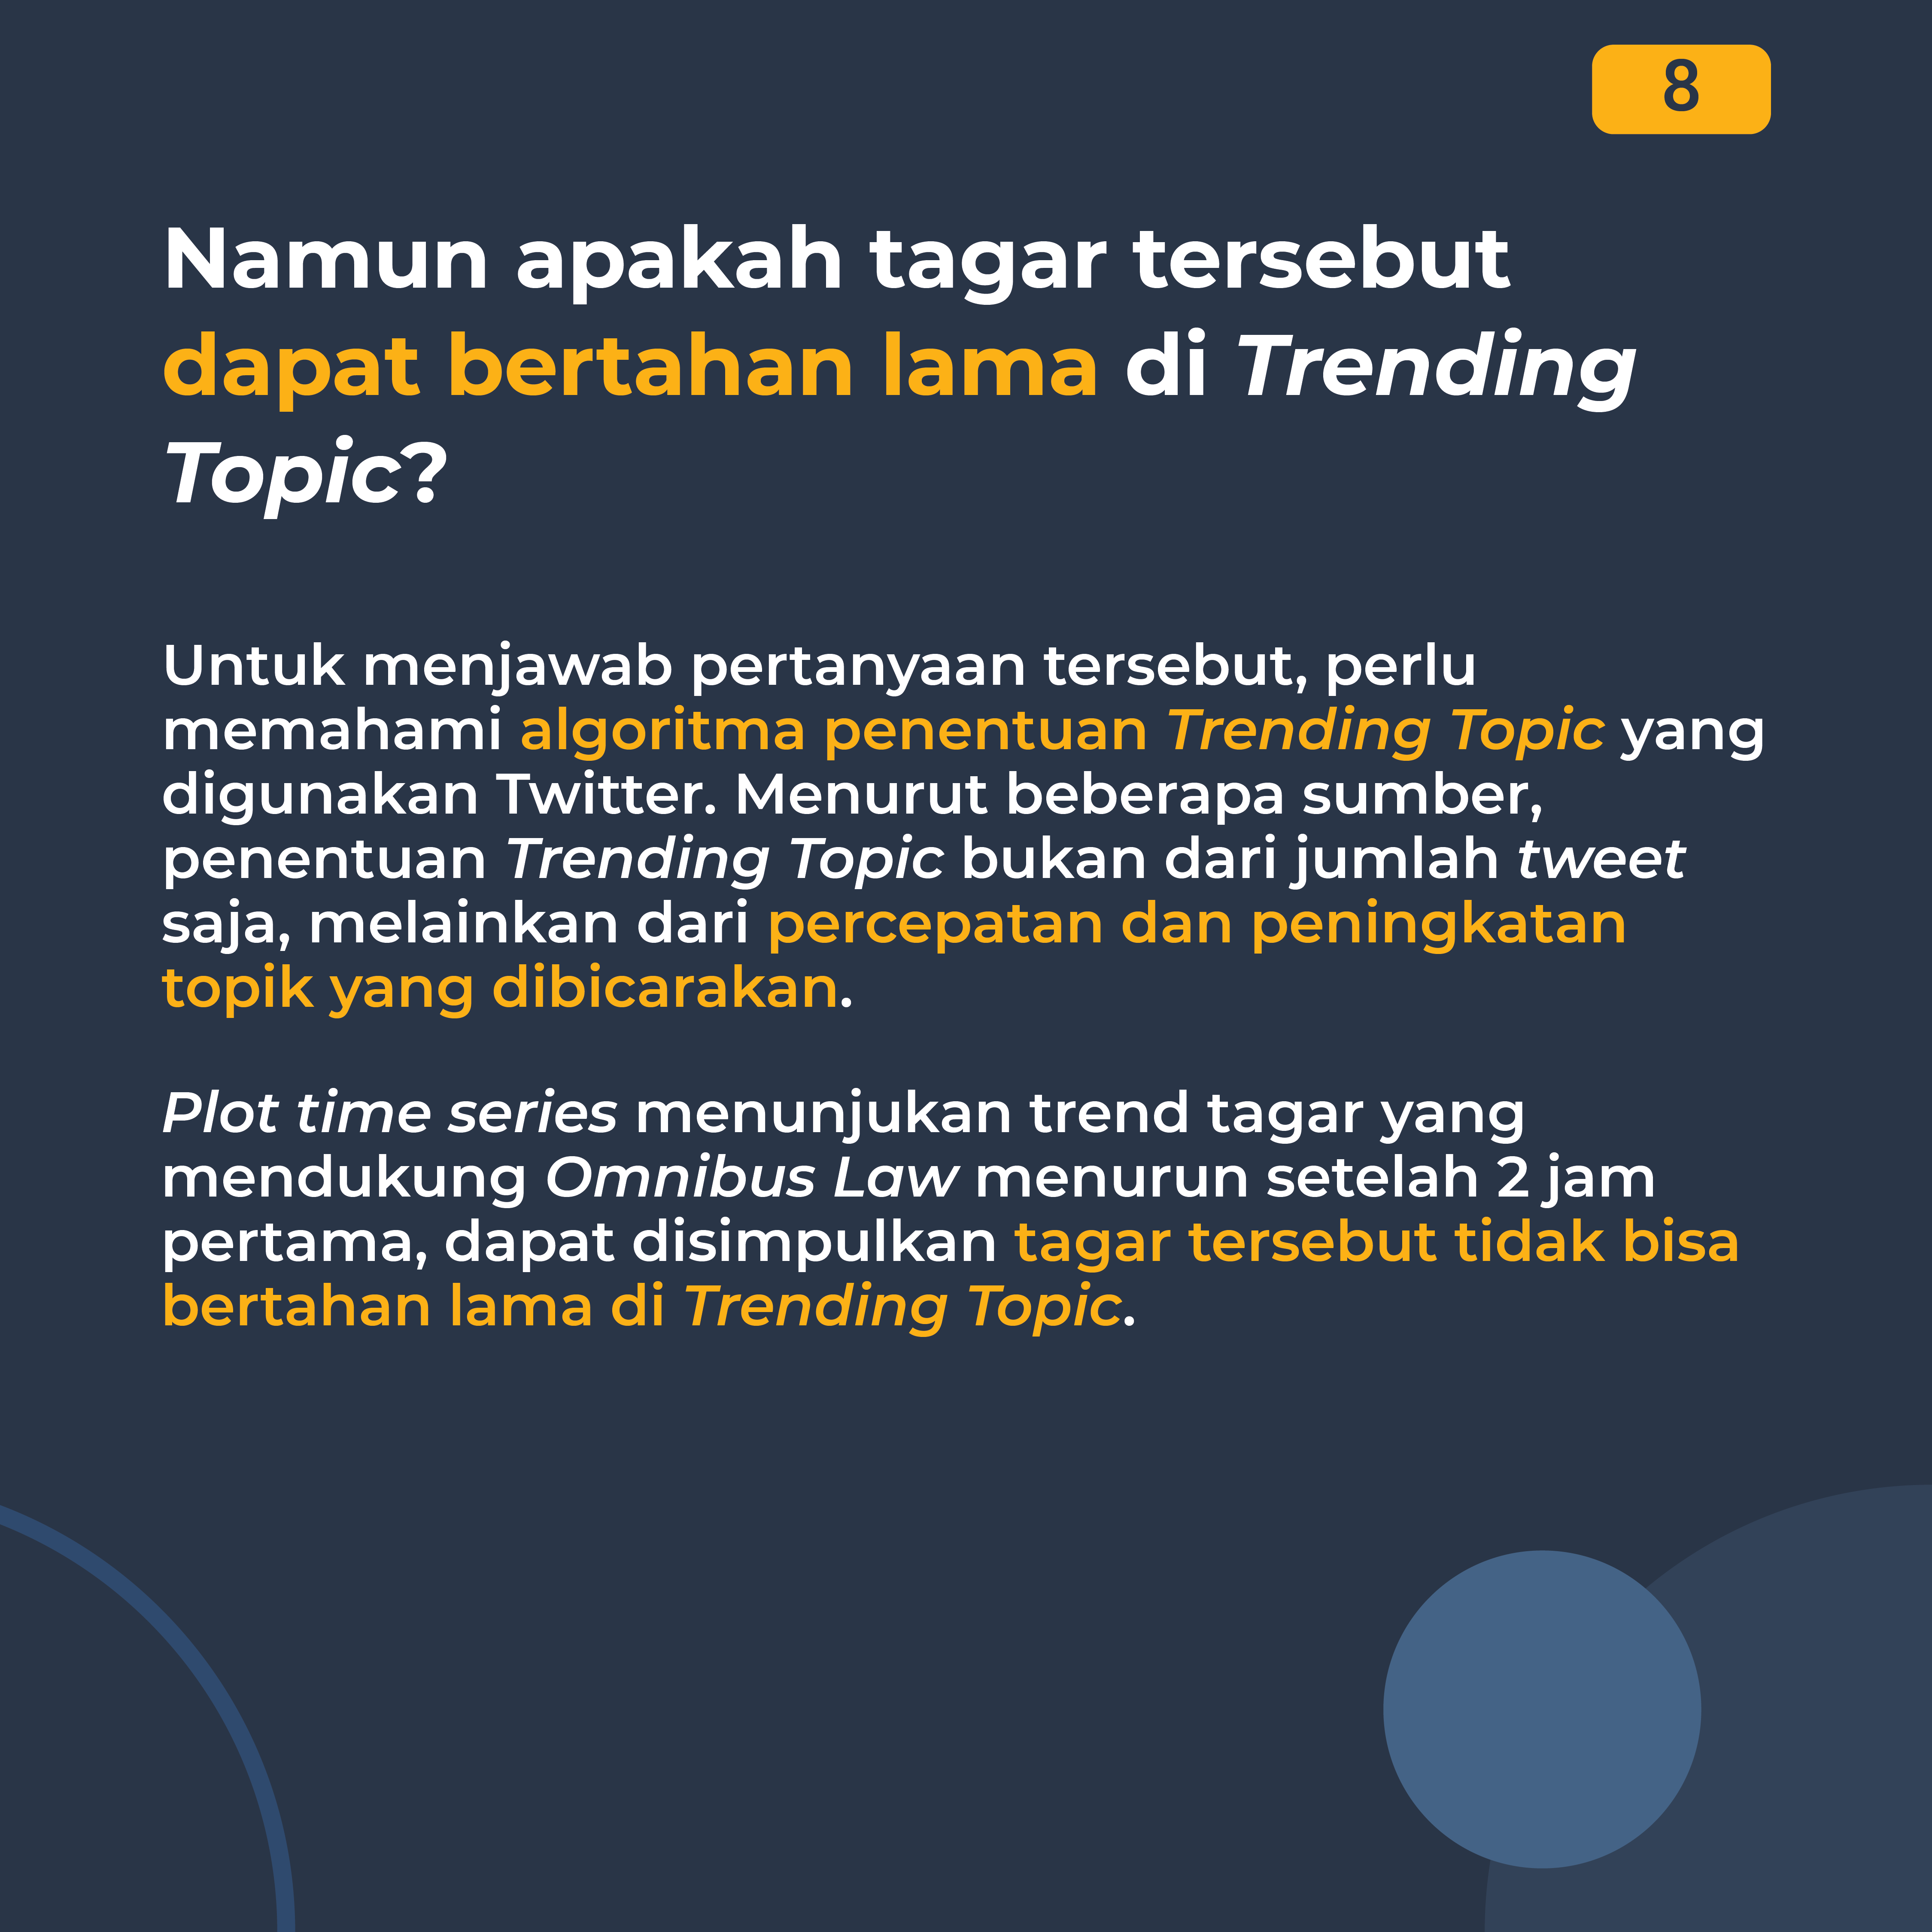 8
Namun apakah tagar tersebut
dapat bertahan lama di Trending
Topic?
Untuk menjawab pertanyaan tersebut, perlu
memahami algoritma penentuan Trending Topic yang
digunakan Twitter. Menurut beberapa sumber,
penentuan Trending Topic bukan dari jumlah tweet
saja, melainkan dari percepatan dan peningkatan
topik yang dibicarakan.
Plot time series menunjukan trend tagar yang
mendukung Omnibus Law menurun setelah 2 jam
pertama, dapat disimpulkan tagar tersebut tidak bisa
bertahan lama di Trending Topic.